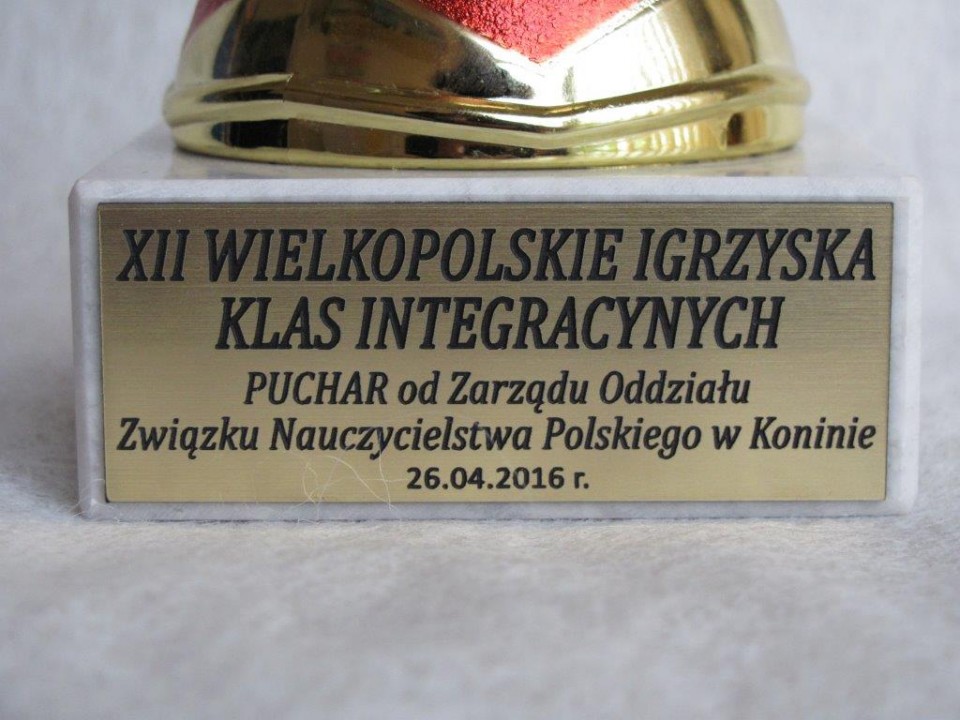 XII WIELKOPOLSKIE IGRZYSKA
KLAS INTEGRACYNYCH
PUCHAR od Zarządu Oddziału
Związku Nauczycielstwa Polskiego w Koninie
26.04.2016 r.